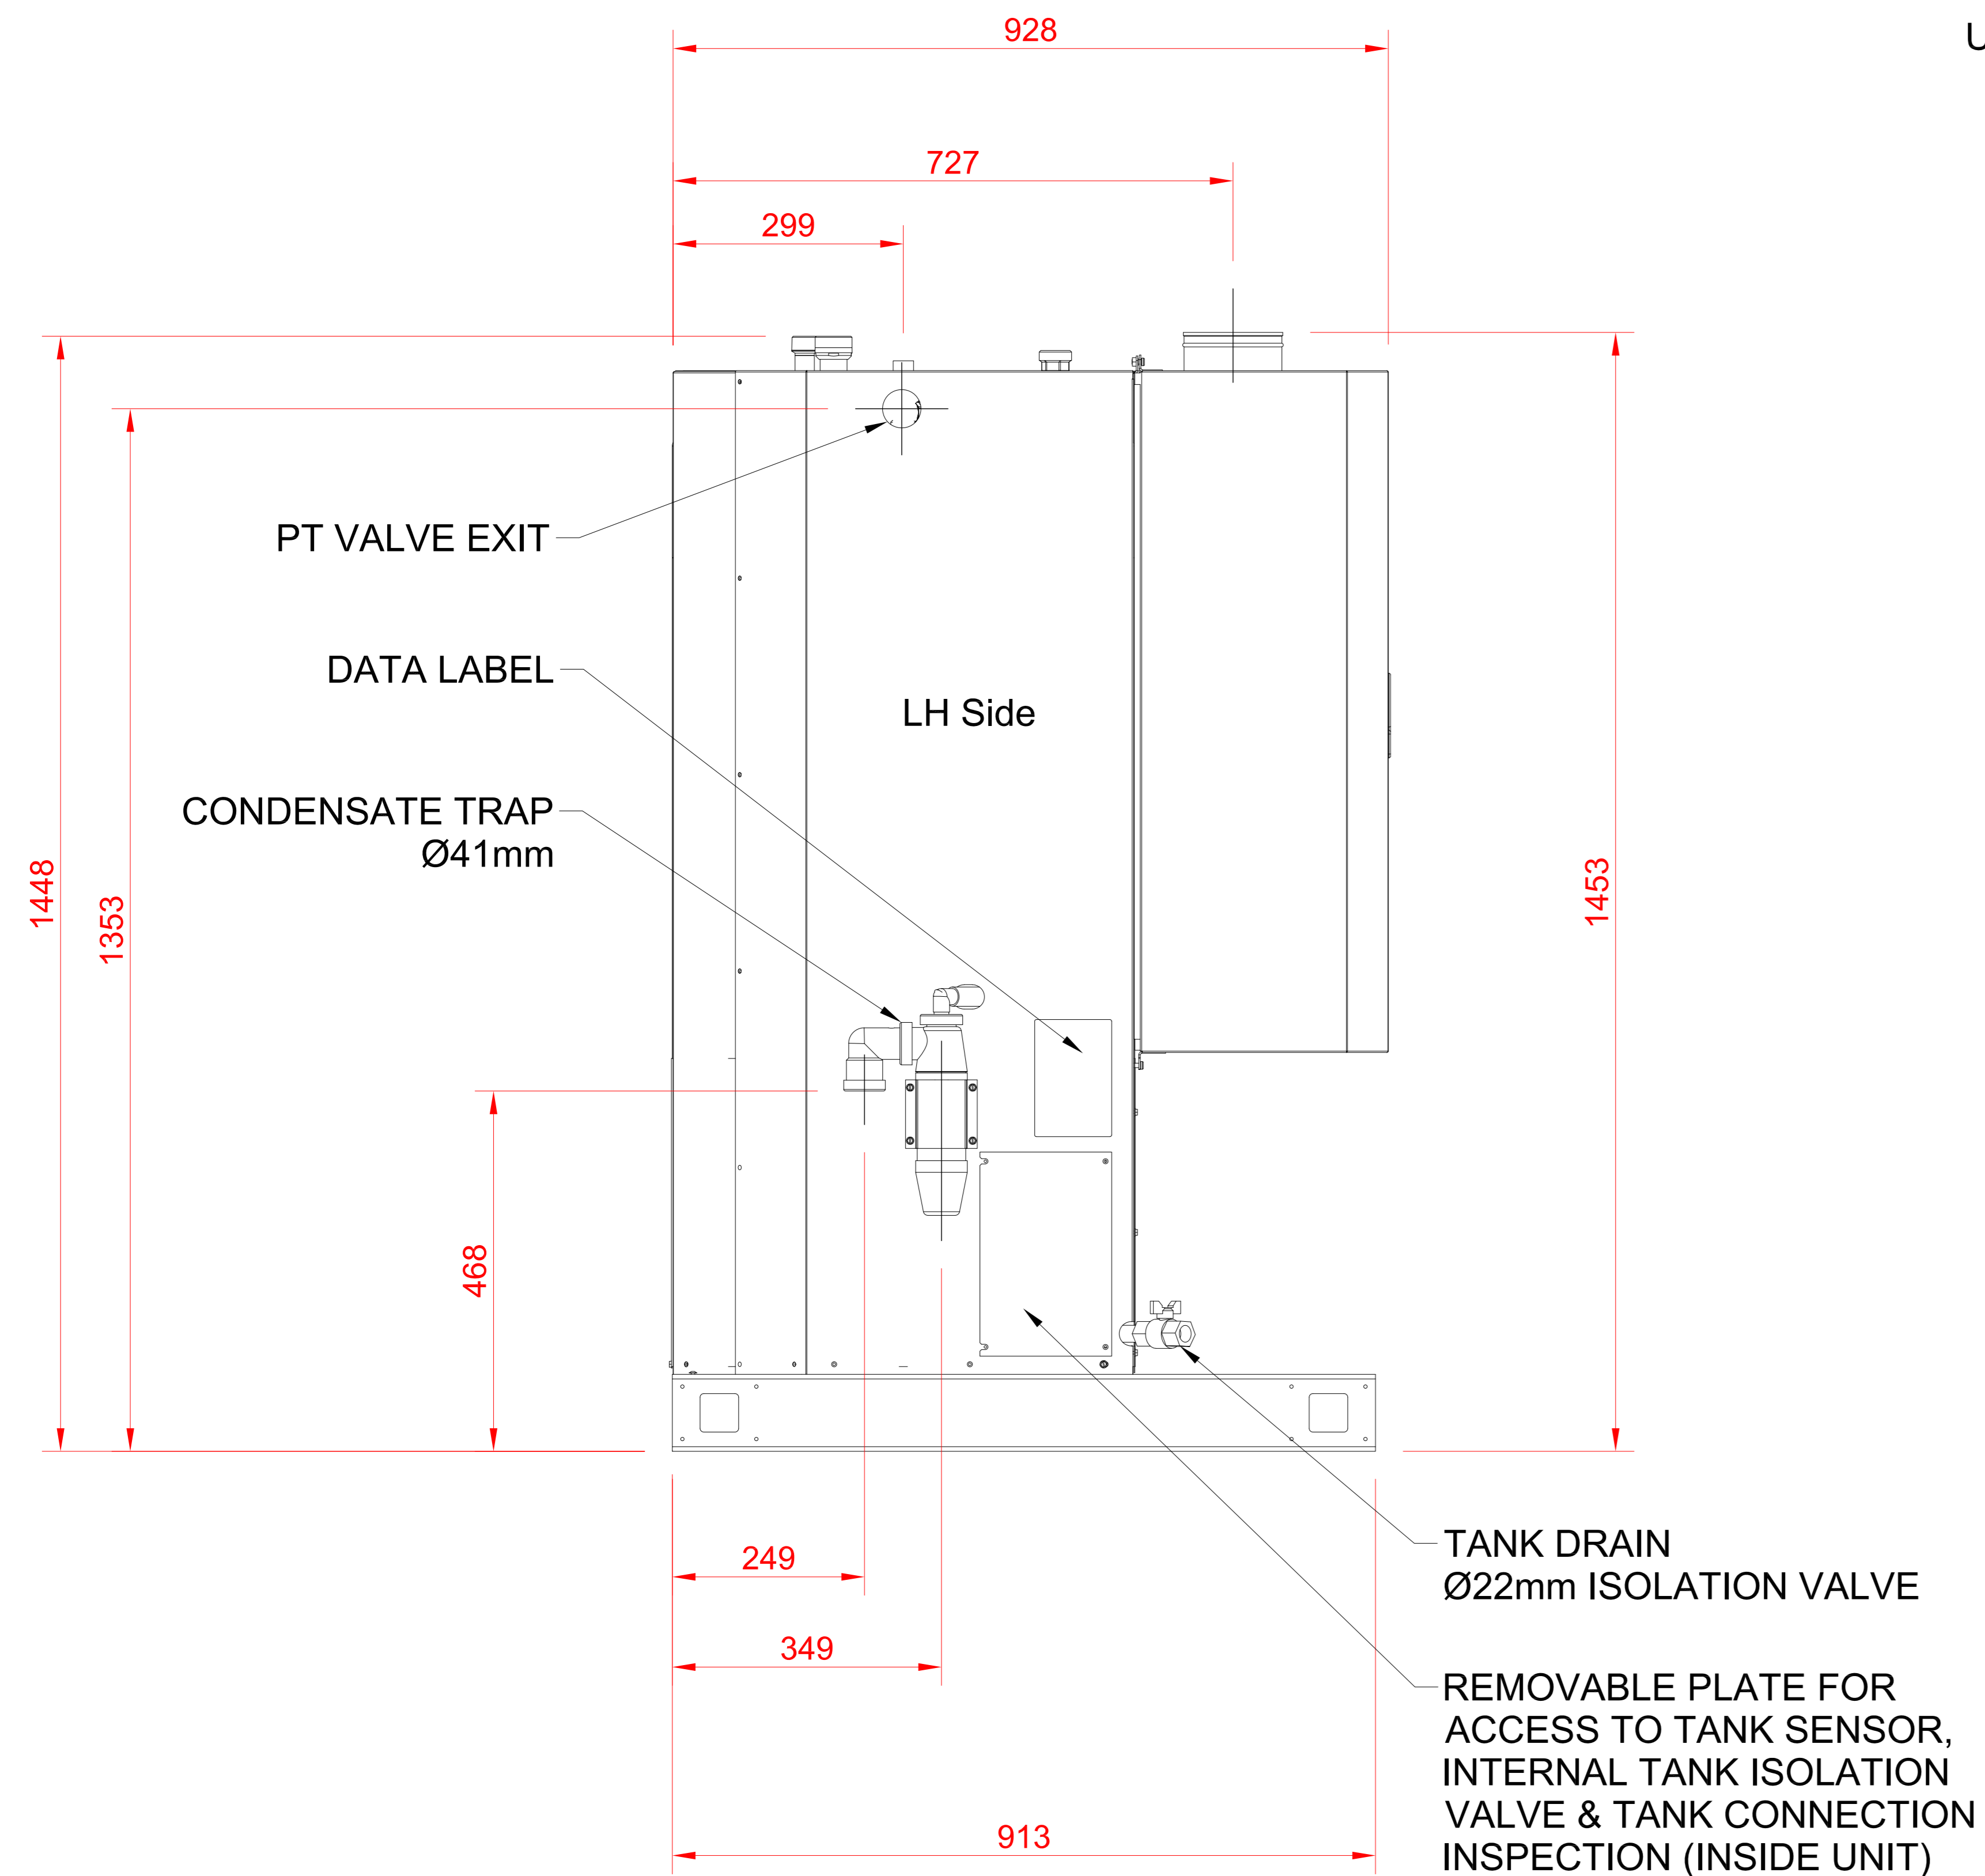 928
U
727
299
PT VALVE EXIT
DATA LABEL
LH Side
CONDENSATE TRAP
Ø41mm
1448
1353
1453
468
249
349
TANK DRAIN
Ø22mm ISOLATION VALVE
REMOVABLE PLATE FOR
ACCESS TO TANK SENSOR,
INTERNAL TANK ISOLATION
VALVE & TANK CONNECTION
INSPECTION (INSIDE UNIT)
913